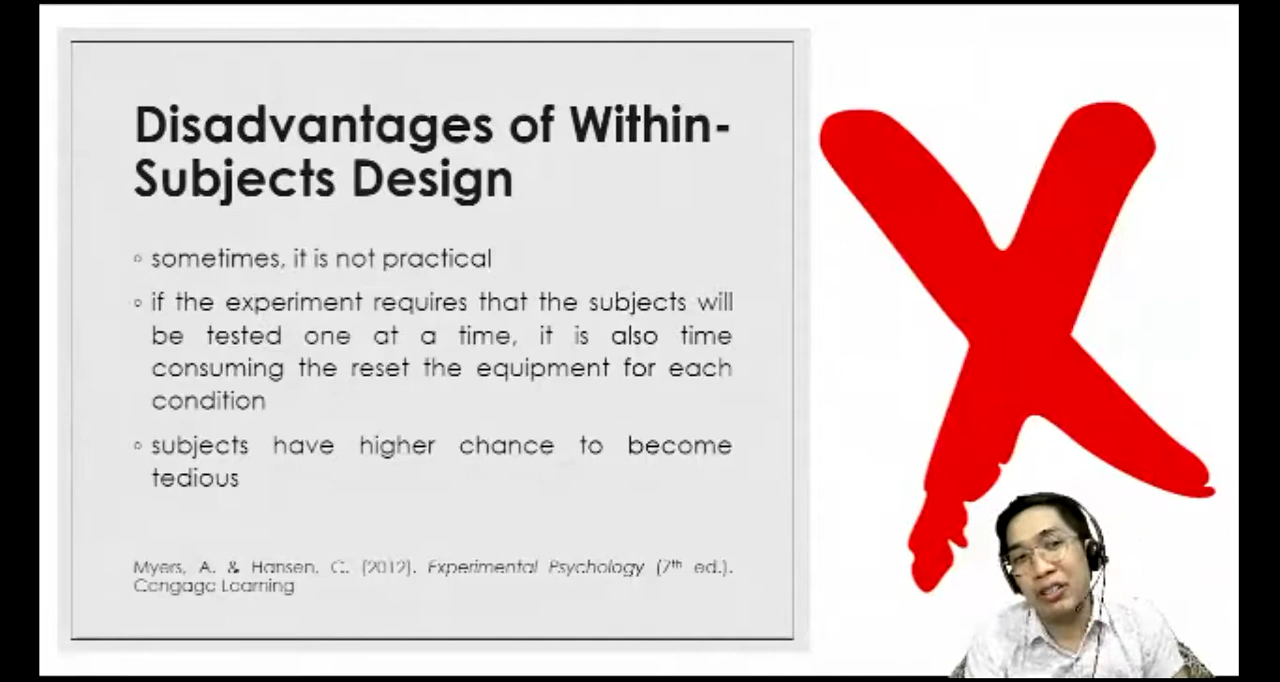 Disadvantages of Within-
Subjects Design
◦ sometimes, it is not practical
◦ if the experiment requires that the subjects will
be tested one at a time, it is also time
consuming the reset the equipment for each
condition
◦ subjects have higher chance to become
tedious
Myers, A. & Hansen, C. (2012). Experimental Psychology (7th ed.).
Cengage Learning